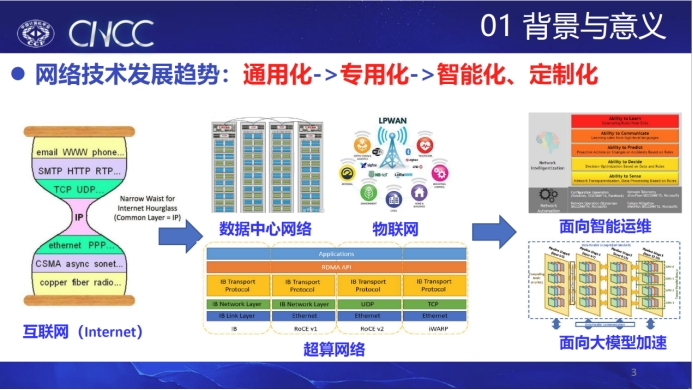 CNCC
01 背景与意义
网络技术发展趋势：通用化->专用化->智能化、定制化
email WWW phone...
SMTP HTTP RTP...
TCP UDP...
IP
ethernet PPP...
CSMA async sonet...
copper fiber radio...
Narrow Waist for
Internet Hourglass
(Common Layer = IP)
互联网（Internet）
数据中心网络
LPWAN
物联网
Applications
RDMA API
IB Transport
Protocol
IB Transport
Protocol
IB Transport
Protocol
IB Transport
Protocol
IB Network Layer
IB Network Layer
UDP
TCP
IB Link Layer
Ethernet
Ethernet
Ethernet
IB
RoCE v1
RoCE v2
iWARP
超算网络
Ability to Learn
Ability to Communicate
Ability to Predict
Ability to Decide
Ability to Sense
Network
Intelligentization
Network
Automation
面向智能运维
面向大模型加速
3